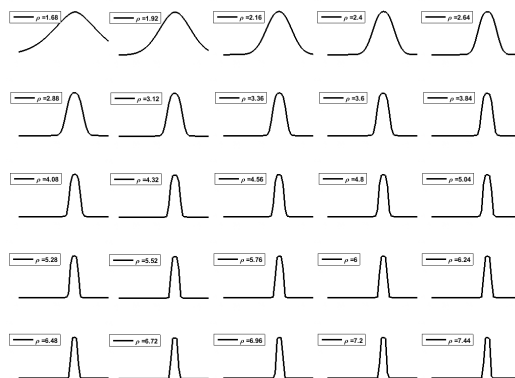 ρ =1.68
ρ =1.92
ρ =2.16
ρ =2.4
ρ =2.64
ρ =2.88
ρ =3.12
ρ =3.36
ρ =3.6
ρ =3.84
ρ =4.08
ρ =4.32
ρ =4.56
ρ =4.8
ρ =5.04
ρ =5.28
ρ =5.52
ρ =5.76
ρ =6
ρ =6.24
ρ =6.48
ρ =6.72
ρ =6.96
ρ =7.2
ρ =7.44